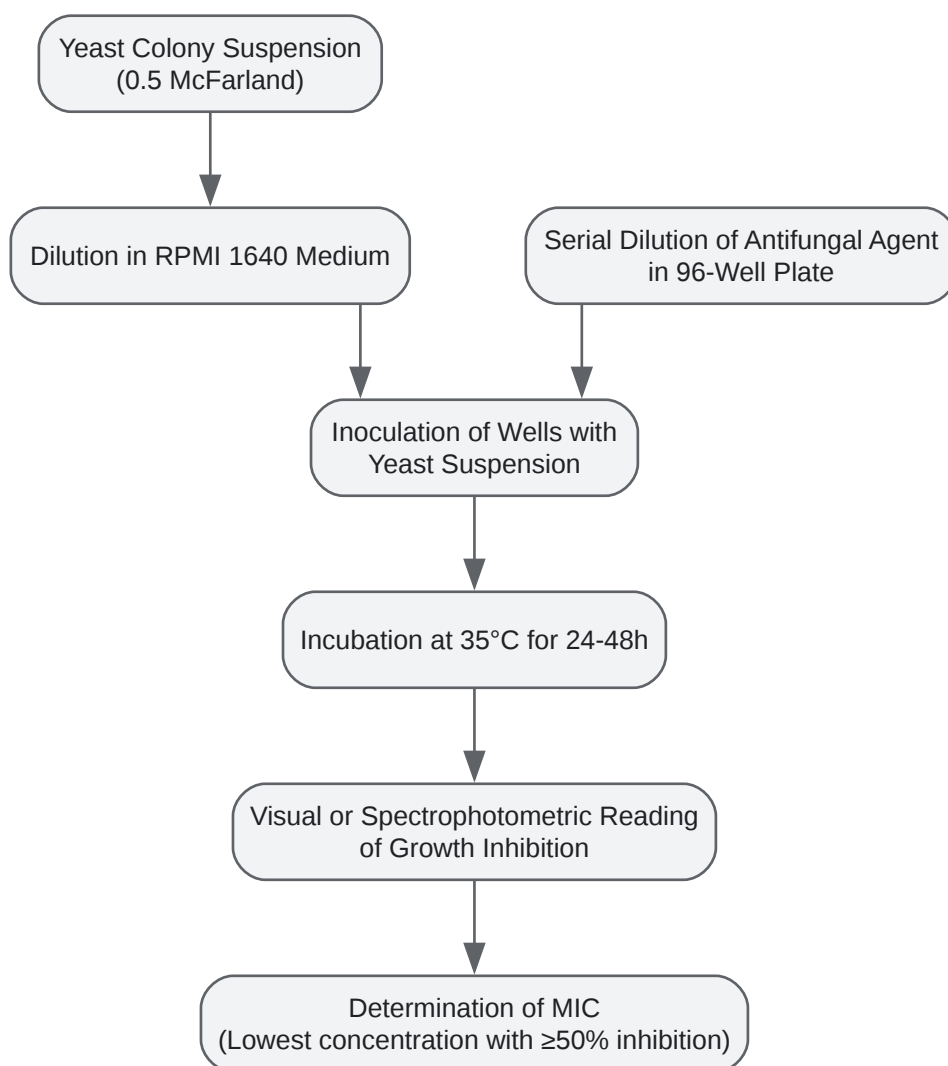 Yeast Colony Suspension
(0.5 McFarland)
Dilution in RPMI 1640 Medium
Serial Dilution of Antifungal Agent
in 96-Well Plate
Inoculation of Wells with
Yeast Suspension
Incubation at 35°C for 24-48h
Visual or Spectrophotometric Reading
of Growth Inhibition
Determination of MIC
(Lowest concentration with ≥50% inhibition)